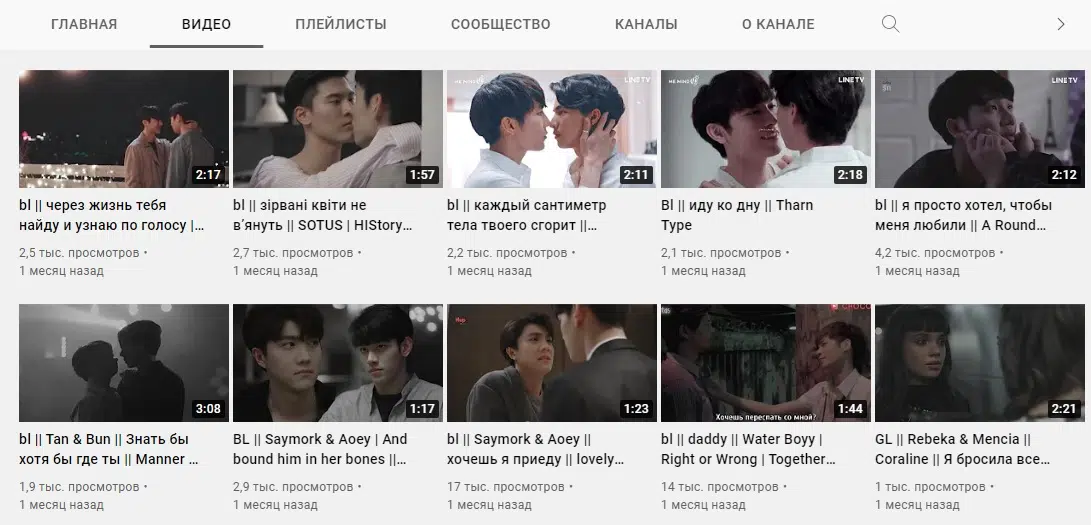 ГЛАВНАЯ ВИДЕО ПЛЕЙЛИСТЫ СООБЩЕСТВО КАНАЛЫ О КАНАЛЕ
HE MIND LINE TV LINE TV LINE TV
2:17 1:57 2:11 2:18 2:12
bl || через жизнь тебя
найду и узнаю по голосу |...
2,5 тыс. просмотров •
1 месяц назад
bl || зірвані квіти не
в’януть || SOTUS | HIStory...
2,7 тыс. просмотров •
1 месяц назад
bl || каждый сантиметр
тела твоего сгорит ||...
2,2 тыс. просмотров •
1 месяц назад
Bl || иду ко дну || Tharn
Type
2,1 тыс. просмотров •
1 месяц назад
bl || я просто хотел, чтобы
меня любили || A Round...
4,2 тыс. просмотров •
1 месяц назад
Хочешь переспать со мной?
3:08 1:17 1:23 1:44 2:21
bl || Tan & Bun || Знать бы
хотя бы где ты || Manner ...
1,9 тыс. просмотров •
1 месяц назад
BL || Saymork & Aoey | And
bound him in her bones ||...
2,9 тыс. просмотров •
1 месяц назад
bl || Saymork & Aoey ||
хочешь я приеду || lovely...
17 тыс. просмотров •
1 месяц назад
bl || daddy || Water Boyy |
Right or Wrong | Together...
14 тыс. просмотров •
1 месяц назад
GL || Rebeka & Mencia ||
Coraline || Я бросила все...
1 тыс. просмотров •
1 месяц назад